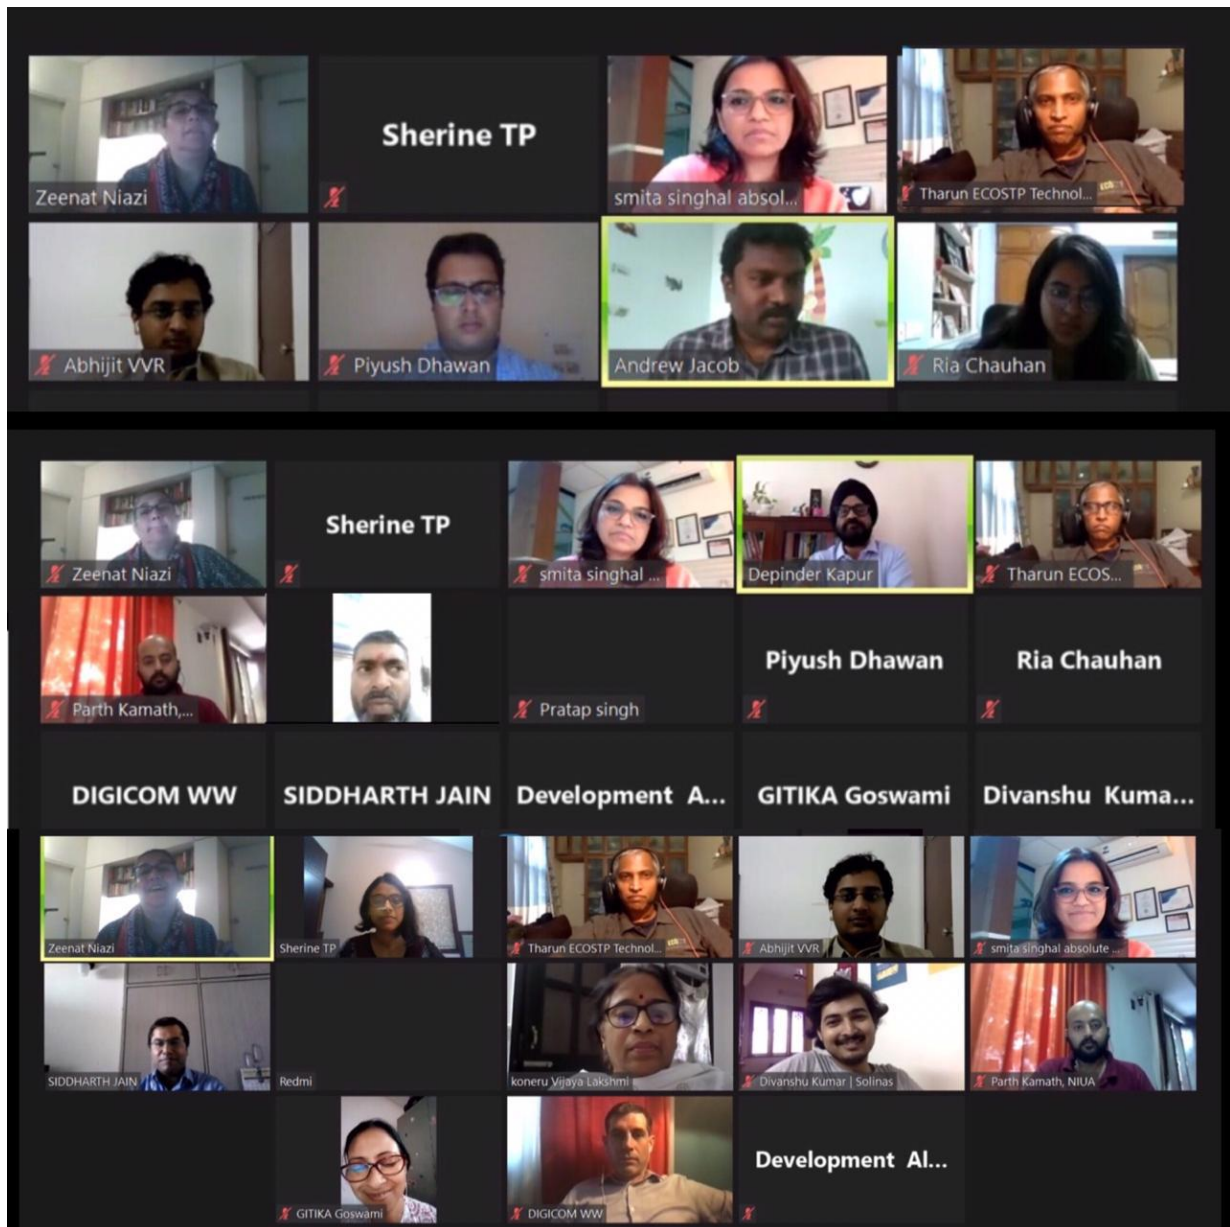 Sherine TP
Zeenat Niazi
smita singhal absol...
Tharun ECOSTP Technol...
Abhijit VVR
Piyush Dhawan
Andrew Jacob
Ria Chauhan
Sherine TP
Zeenat Niazi
smita singhal ...
Depinder Kapur
Tharun ECOS...
Parth Kamath,...
Pratap singh
Piyush Dhawan
Ria Chauhan
DIGICOM WW
SIDDHARTH JAIN
Development A...
GITIKA Goswami
Divanshu Kuma...
Zeenat Niazi
Sherine TP
Tharun ECOSTP Technol...
Abhijit VVR
smita singhal absolute ...
SIDDHARTH JAIN
Redmi
koneru Vijaya Lakshmi
Divanshu Kumar | Solinas
Parth Kamath, NIUA
GITIKA Goswami
DIGICOM WW
Development Al...